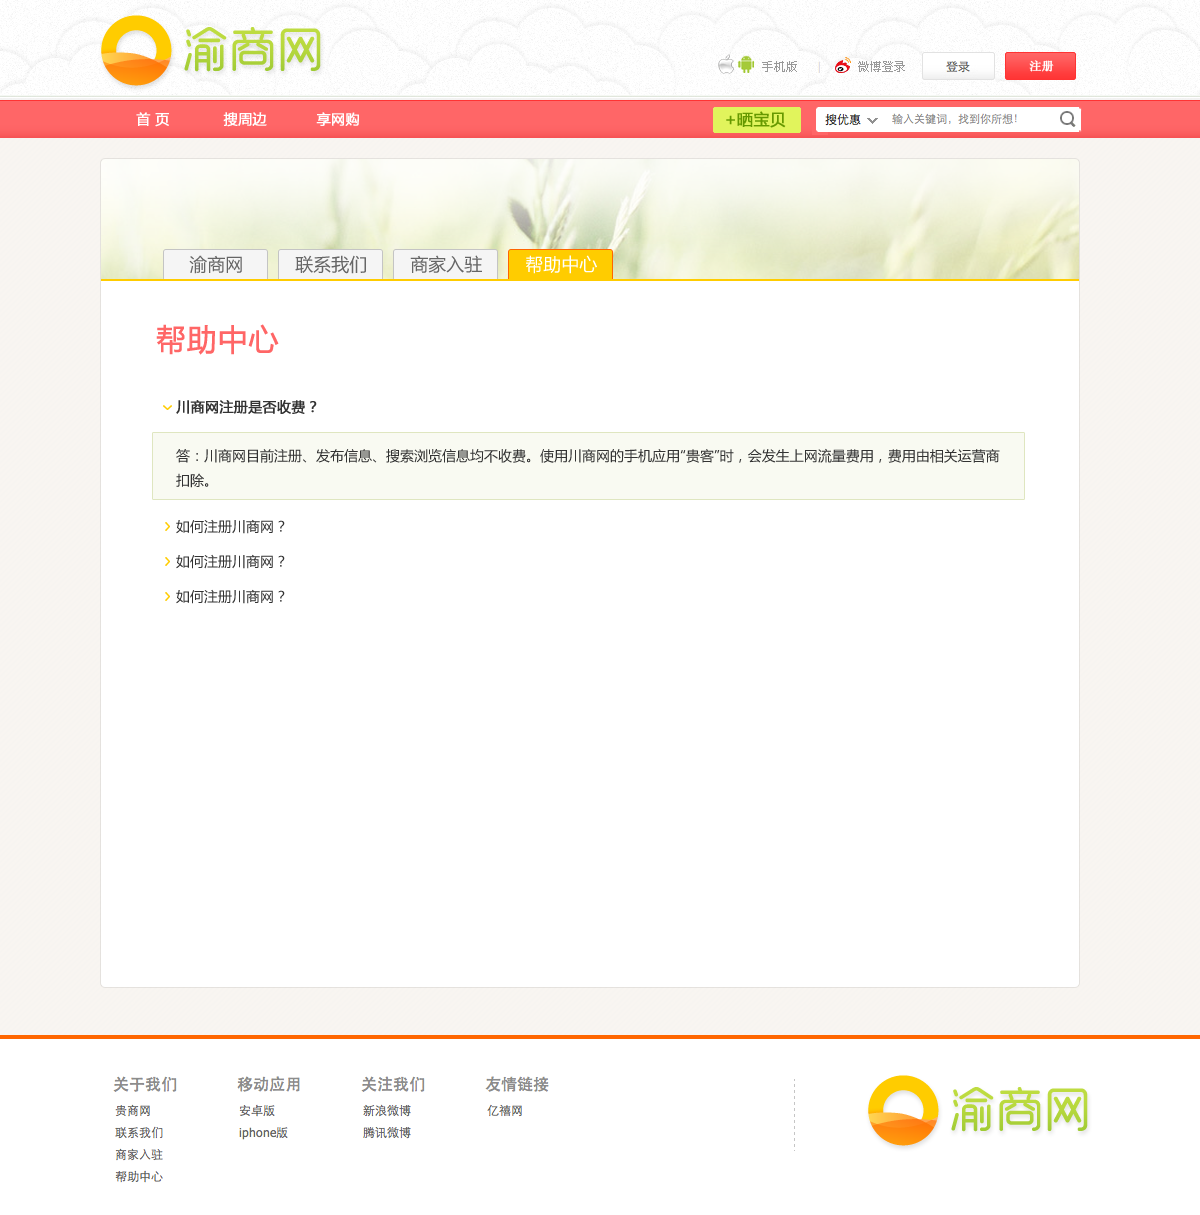 渝商网
手机版 | 微博登录 登录 注册
首 页 搜周边 享网购 +晒宝贝 搜优惠 输入关键词，找到你所想！
渝商网 联系我们 商家入驻 帮助中心
帮助中心
川商网注册是否收费？
答：川商网目前注册、发布信息、搜索浏览信息均不收费。使用川商网的手机应用“贵客”时，会发生上网流量费用，费用由相关运营商
扣除。
如何注册川商网？
如何注册川商网？
如何注册川商网？
关于我们 移动应用 关注我们 友情链接
贵商网 安卓版 新浪微博 亿禧网
联系我们 iphone版 腾讯微博
商家入驻
帮助中心
渝商网